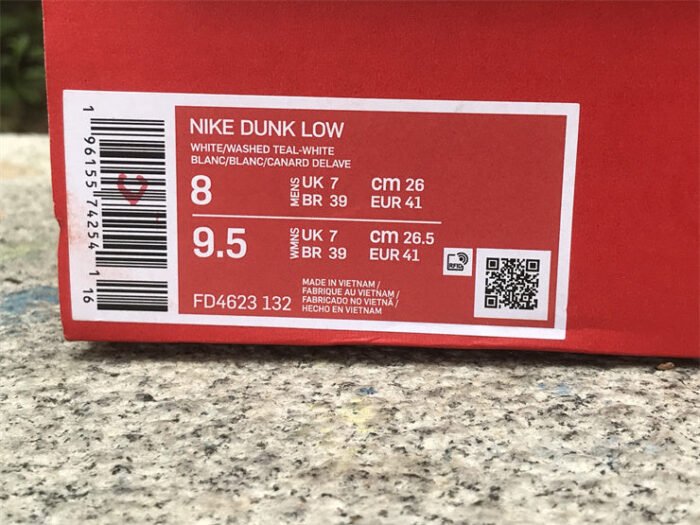 NIKE DUNK LOW
WHITE/WASHED TEAL-WHITE
BLANC/BLANC/CANARD DELAVE
8 MENS UK 7 cm 26
BR 39 EUR 41
9.5 WMNS UK 7 cm 26.5
BR 39 EUR 41
RFID
FD4623 132
MADE IN VIETNAM /
FABRIQUE AU VIETNAM /
FABRICADO NO VIETNÃ /
HECHO EN VIETNAM
1 96155 74254 1 16